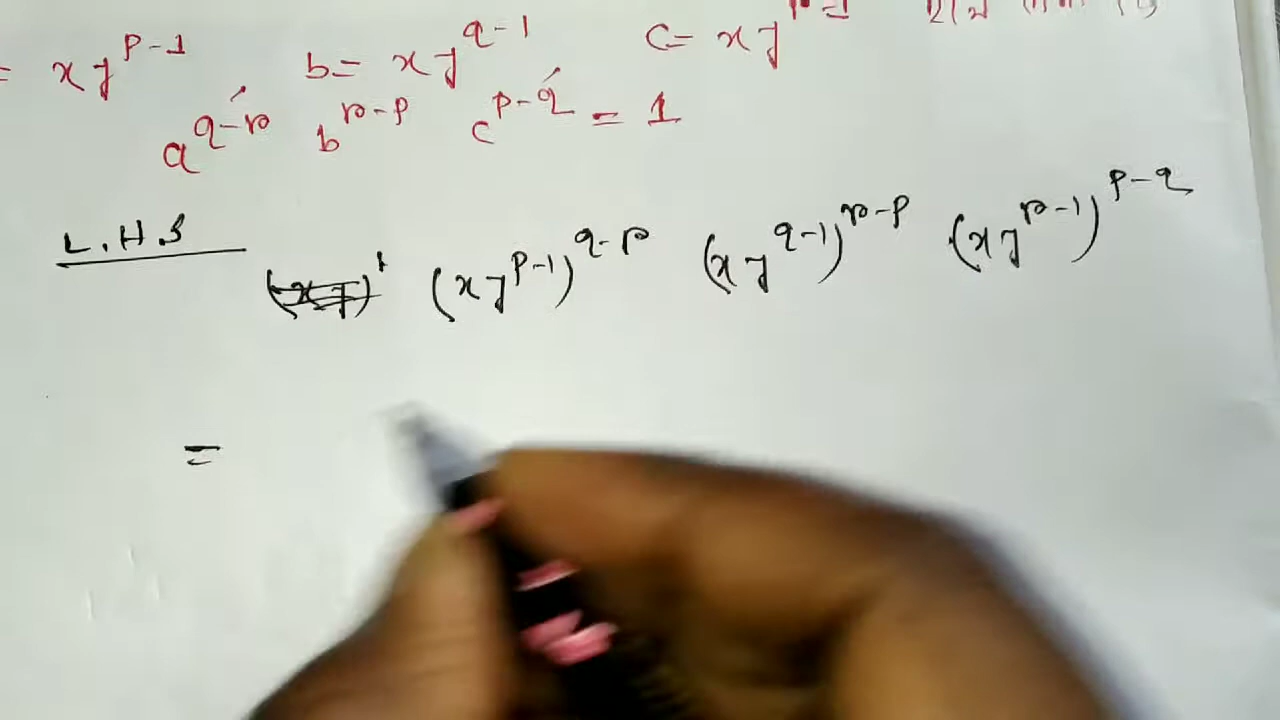 = xy^{p-1} b = xy^{q-1} c = xy
a^{q-r} b^{r-p} c^{p-q} = 1
L.H.S (xy^{p-1})^{q-r} (xy^{q-1})^{r-p} (xy^{r-1})^{p-q}
=